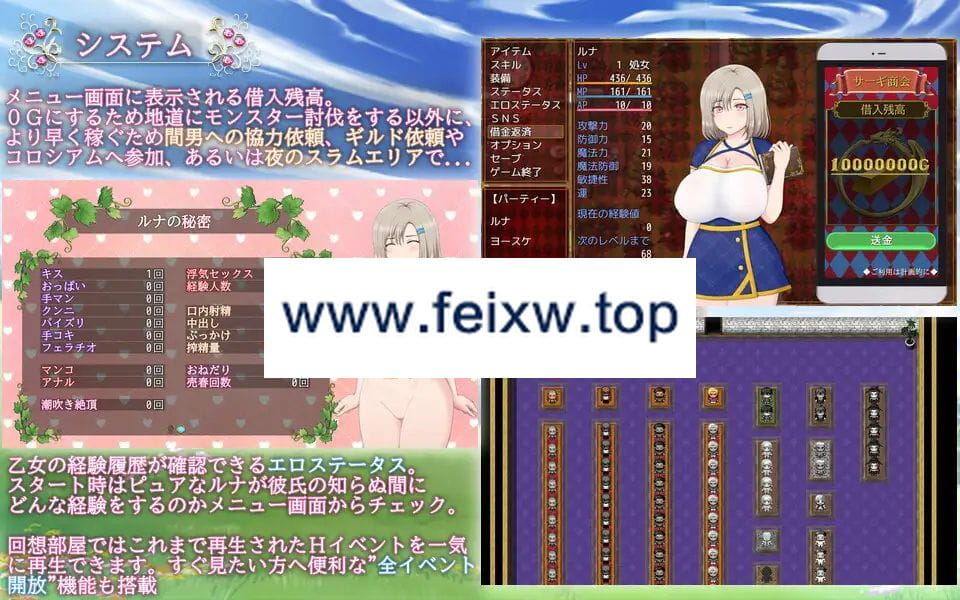 システム
メニュー画面に表示される借入残高。
０Ｇにするため地道にモンスター討伐をする以外に、
より早く稼ぐため間男への協力依頼、ギルド依頼や
コロシアムへ参加、あるいは夜のスラムエリアで…
アイテム
スキル
装備
ステータス
エロステータス
ＳＮＳ
借金返済
オプション
セーブ
ゲーム終了
【パーティー】
ルナ
ヨースケ
ルナ
Lv 1 処女
HP 436/ 436
MP 161/ 161
AP 10/ 10
攻撃力 20
防御力 15
魔法力 21
魔法防御 19
敏捷性 38
運 23
現在の経験値
0
次のレベルまで
68
サーギ商会
借入残高
10000000G
送金
◆ご利用は計画的に◆
ルナの秘密
キス 1回
おっぱい 0回
手マン 0回
クンニ 0回
パイズリ 0回
手コキ 0回
フェラチオ 0回
マンコ 0回
アナル 0回
潮吹き絶頂 0回
浮気セックス
経験人数
口内射精
中出し
ぶっかけ
搾精量
おねだり
売春回数 0回
www.feixw.top
乙女の経験履歴が確認できるエロステータス。
スタート時はピュアなルナが彼氏の知らぬ間に
どんな経験をするのかメニュー画面からチェック。
回想部屋ではこれまで再生されたＨイベントを一気
に再生できます。すぐ見たい方へ便利な”全イベント
開放”機能も搭載